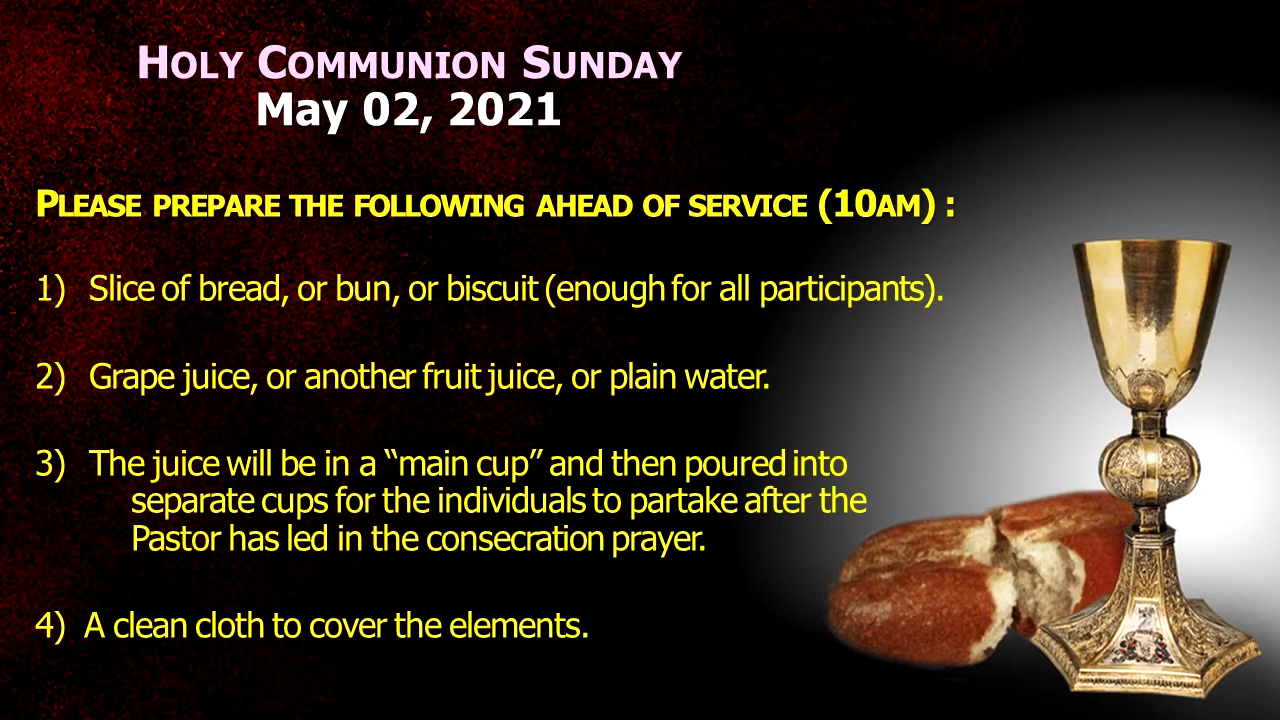 HOLY COMMUNION SUNDAY
May 02, 2021
PLEASE PREPARE THE FOLLOWING AHEAD OF SERVICE (10AM) :
1) Slice of bread, or bun, or biscuit (enough for all participants).
2) Grape juice, or another fruit juice, or plain water.
3) The juice will be in a “main cup” and then poured into
separate cups for the individuals to partake after the
Pastor has led in the consecration prayer.
4) A clean cloth to cover the elements.